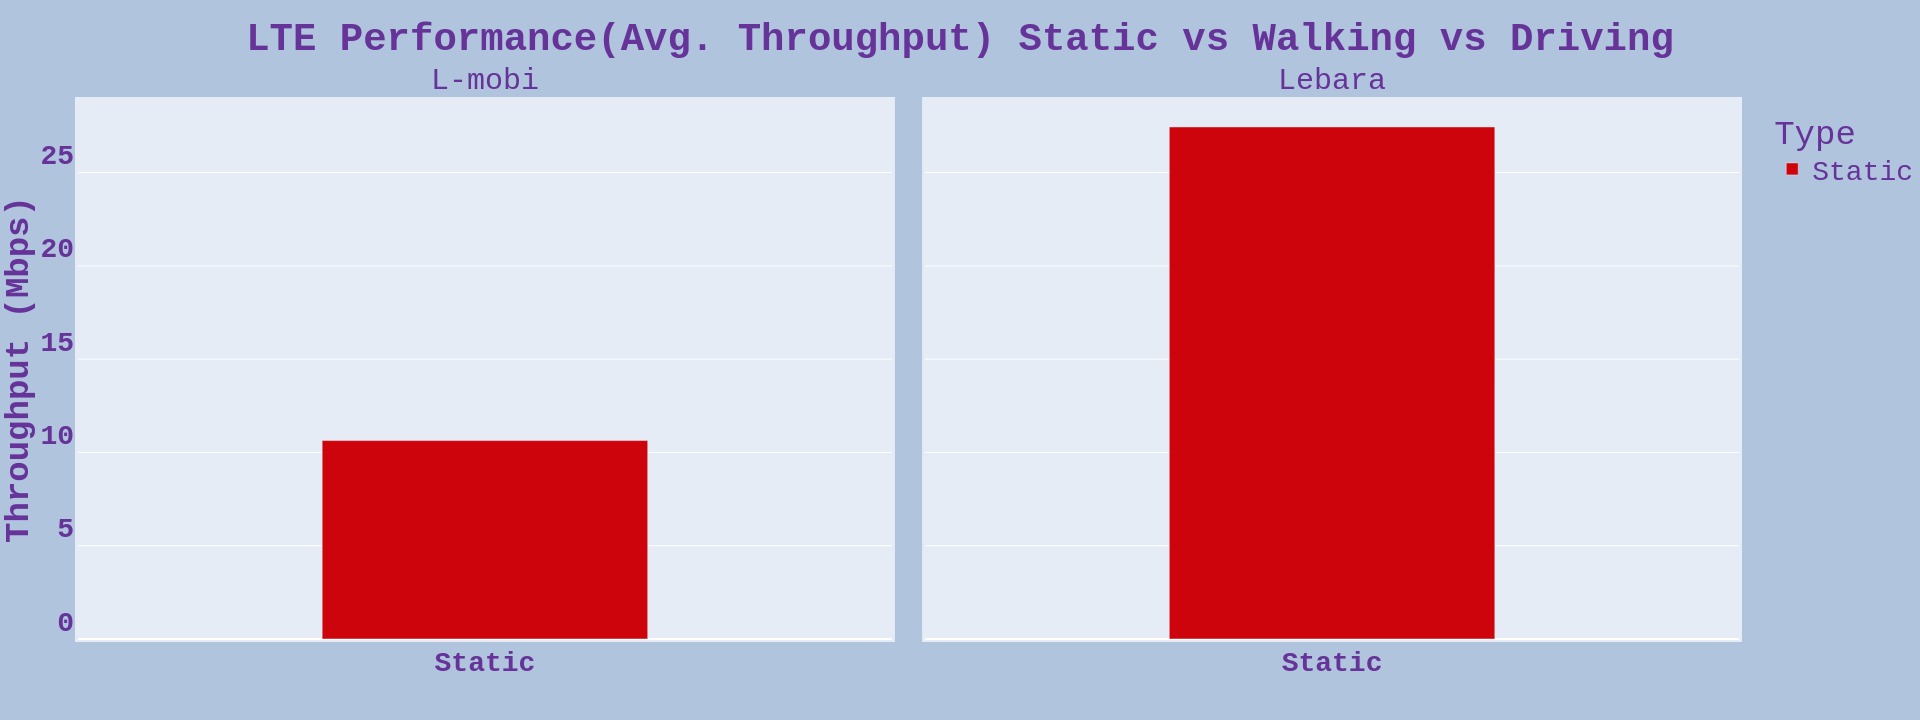 LTE Performance(Avg. Throughput) Static vs Walking vs Driving
L-mobi
Lebara
Throughput (Mbps)
25
20
15
10
5
0
Static
Static
Type
Static